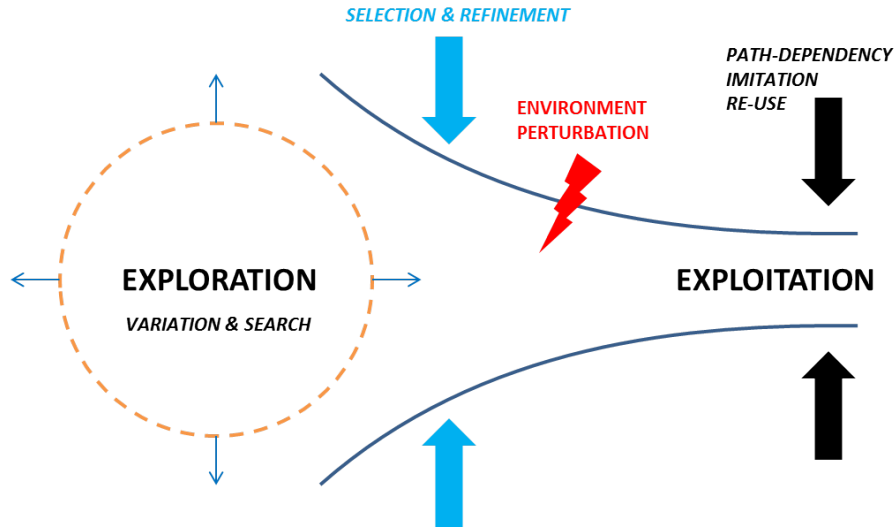 SELECTION & REFINEMENT
PATH-DEPENDENCY
IMITATION
RE-USE
ENVIRONMENT
PERTURBATION
EXPLORATION
VARIATION & SEARCH
EXPLOITATION